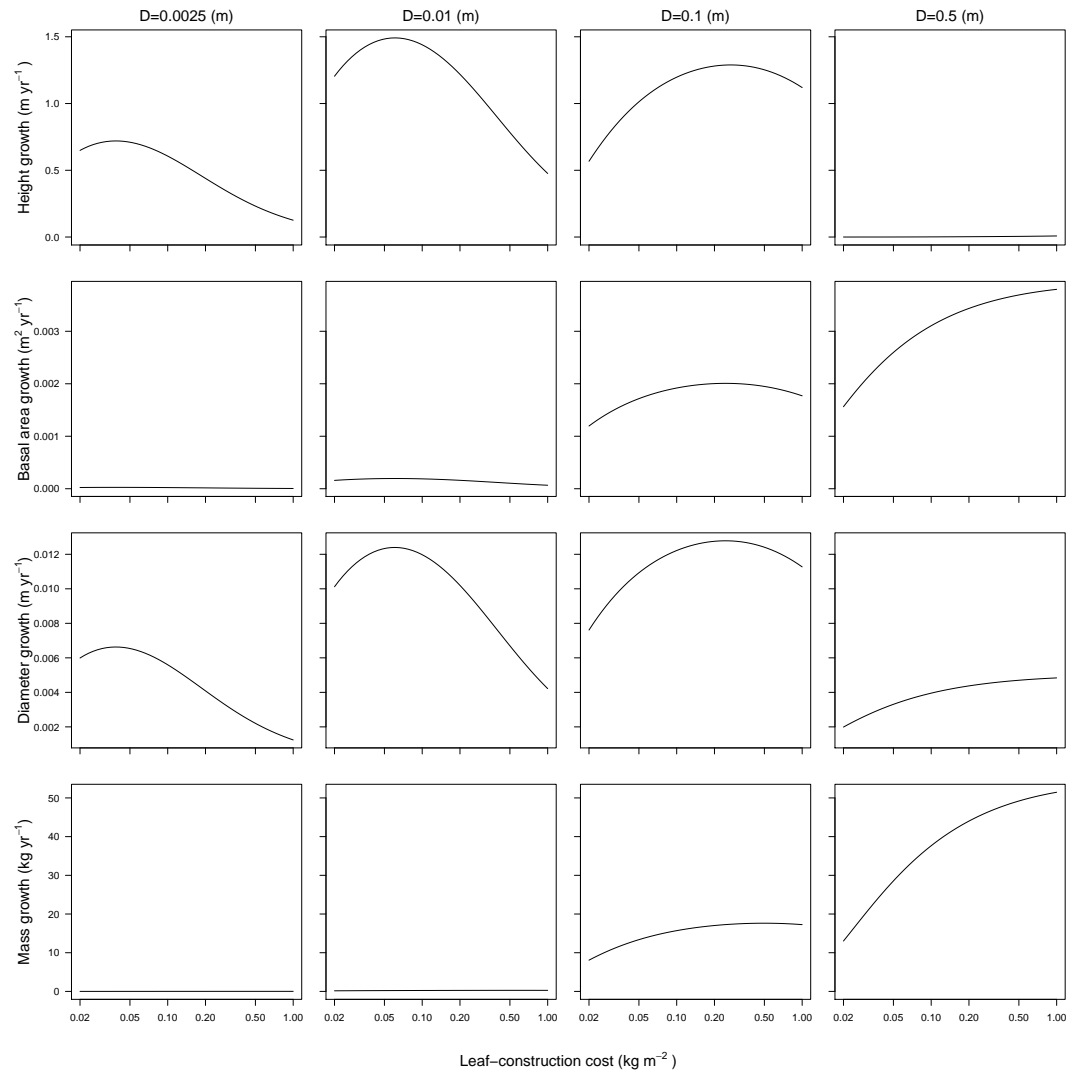 D=0.0025 (m) D=0.01 (m) D=0.1 (m) D=0.5 (m)
Height growth (m yr−1 )
1.5
1.0
0.5
0.0
Basal area growth (m2 yr−1)
0.003
0.002
0.001
0.000
Diameter growth (m yr−1)
0.012
0.010
0.008
0.006
0.004
0.002
Mass growth (kg yr−1)
50
40
30
20
10
0
0.02 0.05 0.10 0.20 0.50 1.00 0.02 0.05 0.10 0.20 0.50 1.00 0.02 0.05 0.10 0.20 0.50 1.00 0.02 0.05 0.10 0.20 0.50 1.00
Leaf−construction cost (kg m−2 )